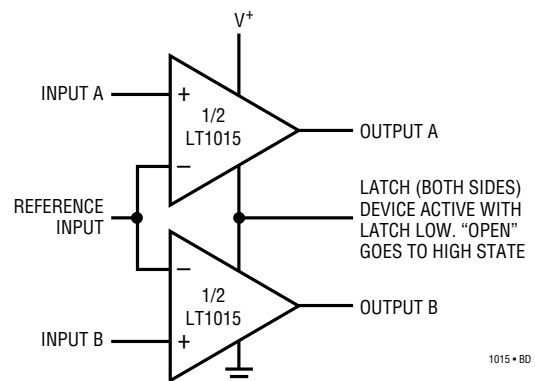 V+
INPUT A
+
1/2
LT1015
OUTPUT A
−
REFERENCE
INPUT
LATCH (BOTH SIDES)
DEVICE ACTIVE WITH
LATCH LOW. “OPEN”
GOES TO HIGH STATE
−
1/2
LT1015
OUTPUT B
INPUT B
+
1015 • BD